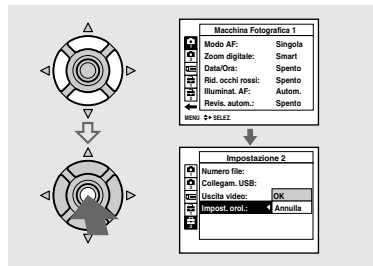 Macchina Fotografica 1
Modo AF: Singola
Zoom digitale: Smart
Data/Ora: Spento
Rid. occhi rossi: Spento
Illuminat. AF: Autom.
Revis. autom.: Spento
MENU SELEZ.
Impostazione 2
Numero file:
Collegam. USB:
Uscita video: OK
Impost. orol.: Annulla